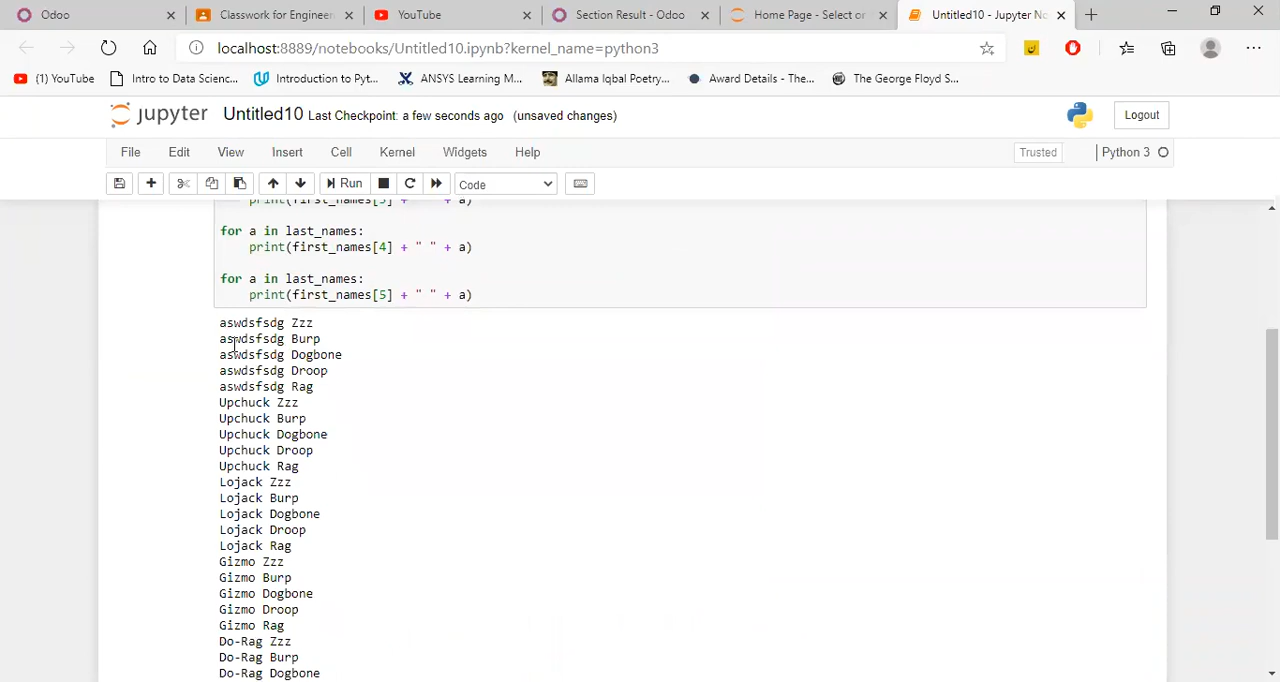 Odoo
Classwork for Engineer
YouTube
Section Result - Odoo
Home Page - Select or
Untitled10 - Jupyter No
localhost:8889/notebooks/Untitled10.ipynb?kernel_name=python3
(1) YouTube
Intro to Data Scienc...
Introduction to Pyt...
ANSYS Learning M...
Allama Iqbal Poetry...
Award Details - The...
The George Floyd S...
jupyter
Untitled10 Last Checkpoint: a few seconds ago (unsaved changes)
Logout
File Edit View Insert Cell Kernel Widgets Help
Trusted
Python 3
Run
Code
print(first_names[3] + " " + a)
for a in last_names:
print(first_names[4] + " " + a)
for a in last_names:
print(first_names[5] + " " + a)
aswdsfsdg Zzz
aswdsfsdg Burp
aswdsfsdg Dogbone
aswdsfsdg Droop
aswdsfsdg Rag
Upchuck Zzz
Upchuck Burp
Upchuck Dogbone
Upchuck Droop
Upchuck Rag
Lojack Zzz
Lojack Burp
Lojack Dogbone
Lojack Droop
Lojack Rag
Gizmo Zzz
Gizmo Burp
Gizmo Dogbone
Gizmo Droop
Gizmo Rag
Do-Rag Zzz
Do-Rag Burp
Do-Rag Dogbone